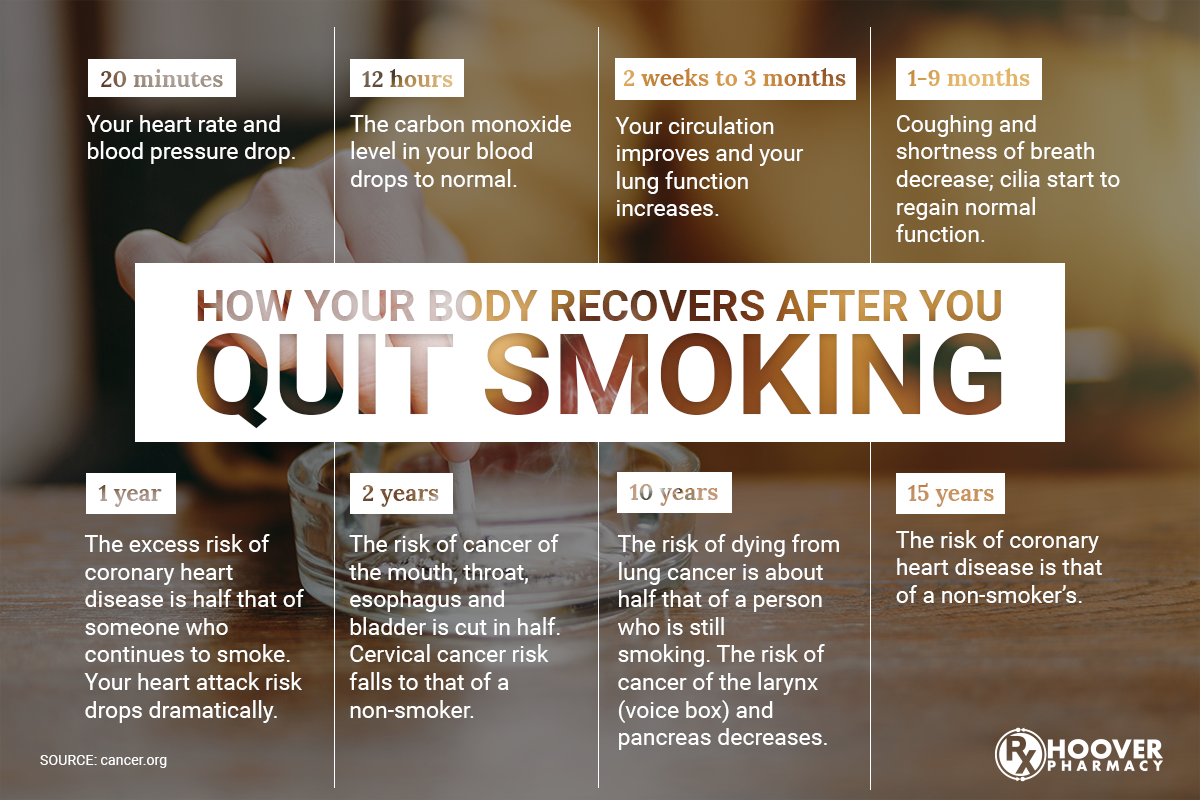 20 minutes
Your heart rate and
blood pressure drop.
12 hours
The carbon monoxide
level in your blood
drops to normal.
2 weeks to 3 months
Your circulation
improves and your
lung function
increases.
1-9 months
Coughing and
shortness of breath
decrease; cilia start to
regain normal
function.
HOW YOUR BODY RECOVERS AFTER YOU
QUIT SMOKING
1 year
The excess risk of
coronary heart
disease is half that of
someone who
continues to smoke.
Your heart attack risk
drops dramatically.
2 years
The risk of cancer of
the mouth, throat,
esophagus and
bladder is cut in half.
Cervical cancer risk
falls to that of a
non-smoker.
10 years
The risk of dying from
lung cancer is about
half that of a person
who is still
smoking. The risk of
cancer of the larynx
(voice box) and
pancreas decreases.
15 years
The risk of coronary
heart disease is that
of a non-smoker’s.
SOURCE: cancer.org
RX HOOVER
PHARMACY